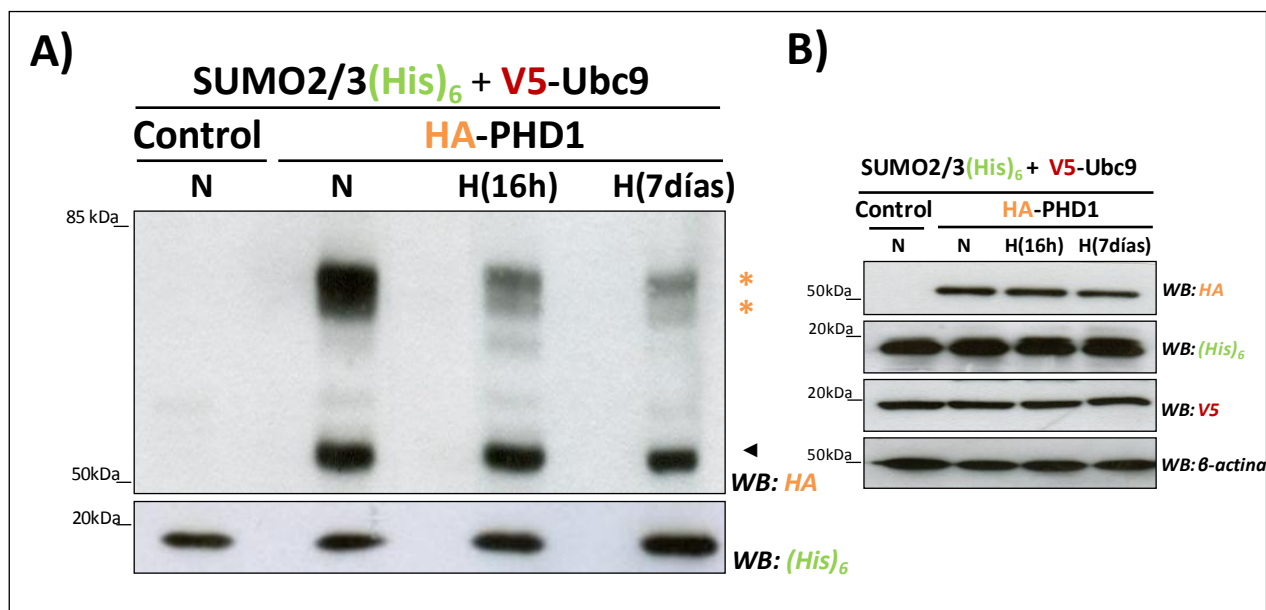 A)
SUMO2/3(His)6 + V5-Ubc9
Control HA-PHD1
N N H(16h) H(7días)
85 kDa
*
*
50kDa
WB: HA
20kDa
WB: (His)6
B)
SUMO2/3(His)6 + V5-Ubc9
Control HA-PHD1
N N H(16h) H(7días)
50kDa
WB: HA
20kDa
WB: (His)6
20kDa
WB: V5
50kDa
WB: β-actina